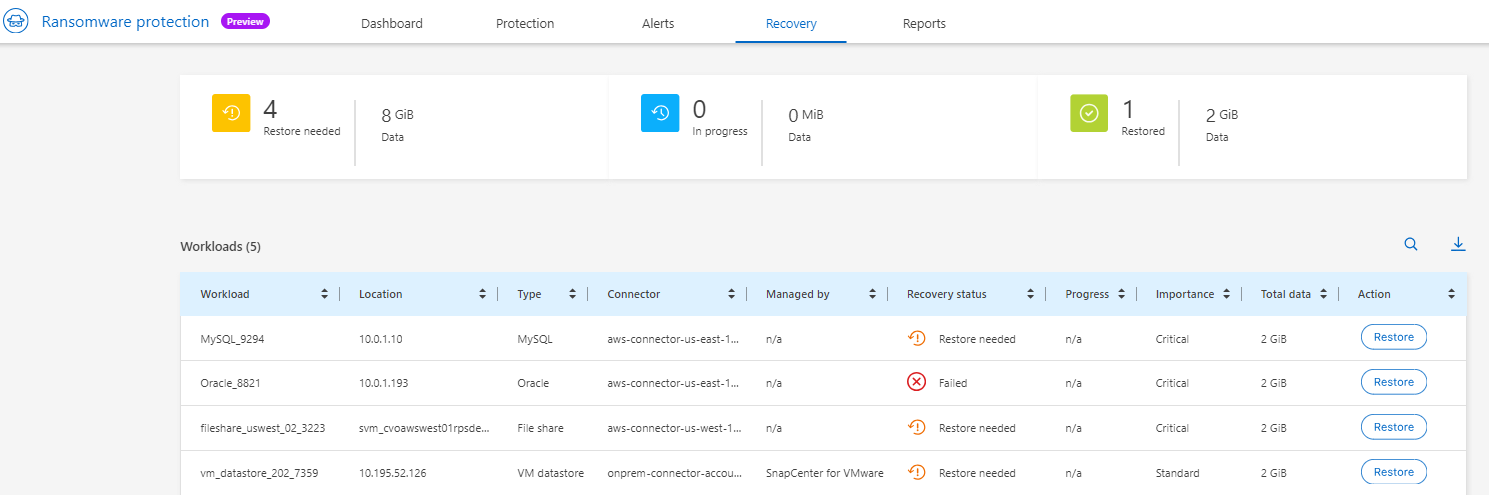 Ransomware protection Preview Dashboard Protection Alerts Recovery Reports
4 8 GiB 0 0 MiB 1 2 GiB
Restore needed Data In progress Data Restored Data
Workloads (5)
Workload Location Type Connector Managed by Recovery status Progress Importance Total data Action
MySQL_9294 10.0.1.10 MySQL aws-connector-us-east-1... n/a Restore needed n/a Critical 2 GiB Restore
Oracle_8821 10.0.1.193 Oracle aws-connector-us-east-1... n/a Failed n/a Critical 2 GiB Restore
fileshare_uswest_02_3223 svm_cvoawswest01rpsde... File share aws-connector-us-west-1... n/a Restore needed n/a Critical 2 GiB Restore
vm_datastore_202_7359 10.195.52.126 VM datastore onprem-connector-accou... SnapCenter for VMware Restore needed n/a Standard 2 GiB Restore